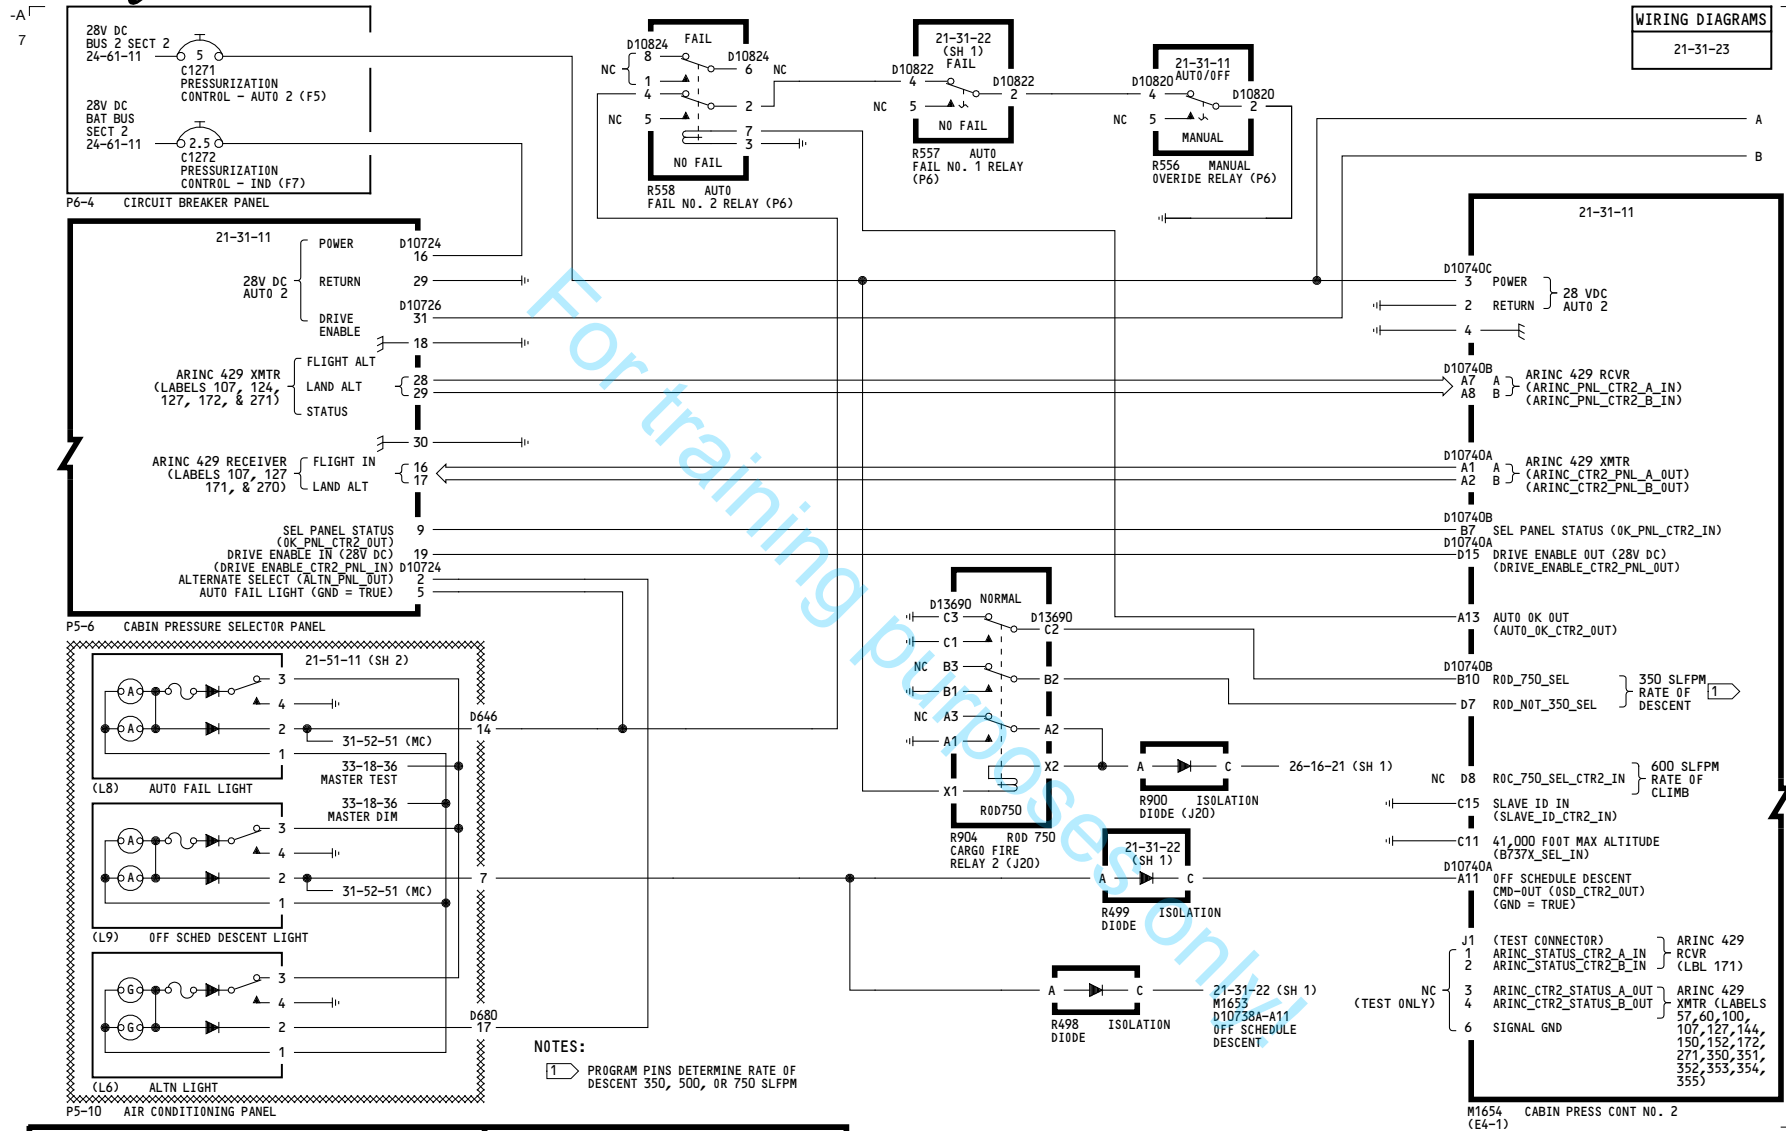 -A
7
28V DC
BUS 2 SECT 2
24-61-11
5
C1271
PRESSURIZATION
CONTROL - AUTO 2 (F5)
28V DC
BAT BUS
SECT 2
24-61-11
2.5
C1272
PRESSURIZATION
CONTROL - IND (F7)
P6-4 CIRCUIT BREAKER PANEL
D10824
FAIL
D10824
8
6
NC
NC
1
4
2
NC
5
7
3
NO FAIL
R558 AUTO
FAIL NO. 2 RELAY (P6)
21-31-22
(SH 1)
FAIL
D10822
D10822
4
2
NC
5
NO FAIL
R557 AUTO
FAIL NO. 1 RELAY
(P6)
21-31-11
AUTO/OFF
D10820
D10820
4
2
NC
5
MANUAL
R556 MANUAL
OVERIDE RELAY (P6)
WIRING DIAGRAMS
21-31-23
A
B
21-31-11
28V DC
AUTO 2
POWER
D10724
16
RETURN
29
D10726
DRIVE
ENABLE
31
18
ARINC 429 XMTR
(LABELS 107, 124,
127, 172, & 271)
FLIGHT ALT
LAND ALT
STATUS
28
29
30
ARINC 429 RECEIVER
(LABELS 107, 127
171, & 270)
FLIGHT IN
LAND ALT
16
17
SEL PANEL STATUS 9
(OK_PNL_CTR2_OUT)
DRIVE ENABLE IN (28V DC) 19
(DRIVE ENABLE_CTR2_PNL_IN) D10724
ALTERNATE SELECT (ALTN_PNL_OUT) 2
AUTO FAIL LIGHT (GND = TRUE) 5
P5-6 CABIN PRESSURE SELECTOR PANEL
21-51-11 (SH 2)
A
A
3
4
2
1
31-52-51 (MC)
33-18-36
MASTER TEST
(L8) AUTO FAIL LIGHT
33-18-36
MASTER DIM
A
A
3
4
2
1
31-52-51 (MC)
(L9) OFF SCHED DESCENT LIGHT
G
G
3
4
2
1
(L6) ALTN LIGHT
P5-10 AIR CONDITIONING PANEL
D646
14
7
D680
17
NOTES:
1 PROGRAM PINS DETERMINE RATE OF
DESCENT 350, 500, OR 750 SLFPM
D13690
NORMAL
D13690
C3
C2
C1
NC B3
B2
B1
NC A3
A2
A1
X2
X1
ROD750
R904 ROD 750
CARGO FIRE
RELAY 2 (J20)
A C
26-16-21 (SH 1)
R900 ISOLATION
DIODE (J20)
21-31-22
(SH 1)
A C
R499 ISOLATION
DIODE
A C
R498 ISOLATION
DIODE
21-31-22 (SH 1)
M1653
D10738A-A11
OFF SCHEDULE
DESCENT
21-31-11
D10740C
3 POWER
2 RETURN
28 VDC
AUTO 2
4
D10740B
A7 A
A8 B
ARINC 429 RCVR
(ARINC_PNL_CTR2_A_IN)
(ARINC_PNL_CTR2_B_IN)
D10740A
A1 A
A2 B
ARINC 429 XMTR
(ARINC_CTR2_PNL_A_OUT)
(ARINC_CTR2_PNL_B_OUT)
D10740B
B7 SEL PANEL STATUS (OK_PNL_CTR2_IN)
D10740A
D15 DRIVE ENABLE OUT (28V DC)
(DRIVE_ENABLE_CTR2_PNL_OUT)
A13 AUTO OK OUT
(AUTO_OK_CTR2_OUT)
D10740B
B10 ROD_750_SEL
D7 ROD_NOT_350_SEL
350 SLFPM
RATE OF
DESCENT
1
NC D8 ROC_750_SEL_CTR2_IN
600 SLFPM
RATE OF
CLIMB
C15 SLAVE ID IN
(SLAVE_ID_CTR2_IN)
C11 41,000 FOOT MAX ALTITUDE
(B737X_SEL_IN)
D10740A
A11 OFF SCHEDULE DESCENT
CMD-OUT (OSD_CTR2_OUT)
(GND = TRUE)
J1 (TEST CONNECTOR)
1 ARINC_STATUS_CTR2_A_IN
2 ARINC_STATUS_CTR2_B_IN
ARINC 429
RCVR
(LBL 171)
NC
(TEST ONLY)
3 ARINC_CTR2_STATUS_A_OUT
4 ARINC_CTR2_STATUS_B_OUT
6 SIGNAL GND
ARINC 429
XMTR (LABELS
57,60,100,
107,127,144,
150,152,172,
271,350,351,
352,353,354,
355)
M1654 CABIN PRESS CONT NO. 2
(E4-1)
For training purposes only!